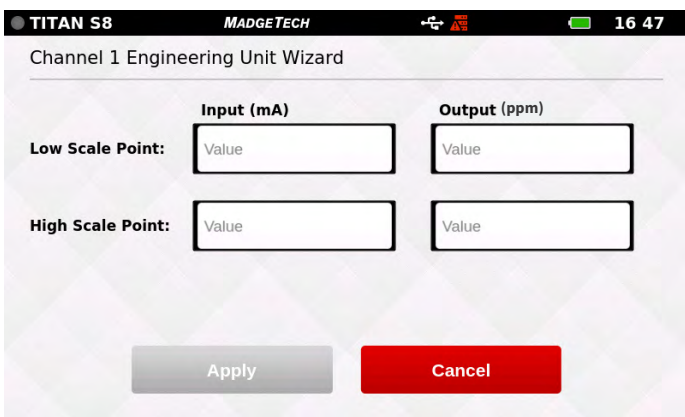 TITAN S8 MADGETECH 16 47
Channel 1 Engineering Unit Wizard
Input (mA) Output (ppm)
Low Scale Point: Value Value
High Scale Point: Value Value
Apply Cancel